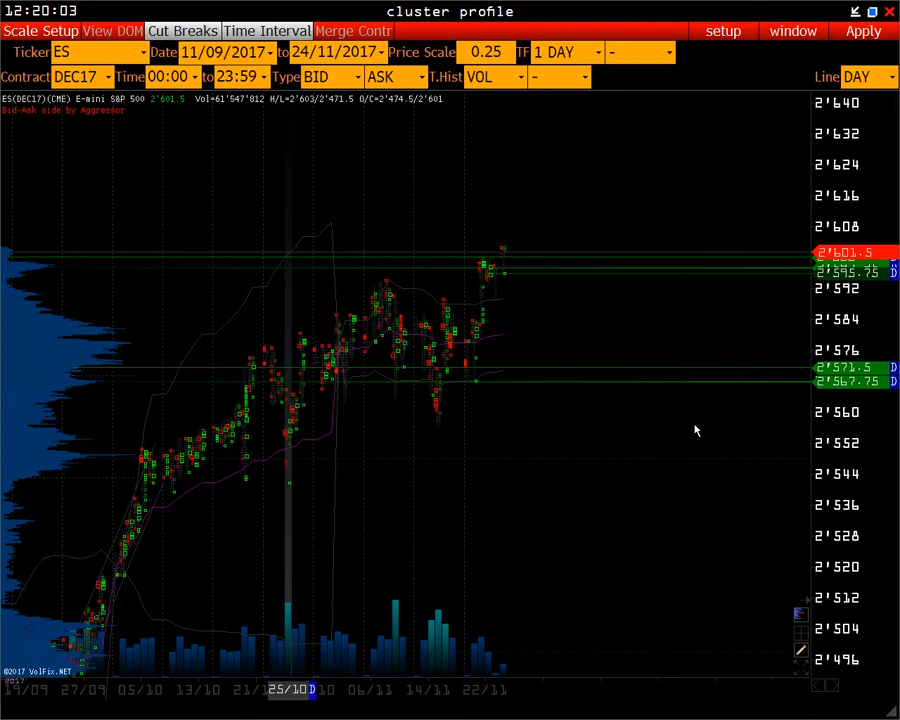 12:20:03 cluster profile
Scale Setup View DOM Cut Breaks Time Interval Merge Contr setup window Apply
Ticker ES Date 11/09/2017 to 24/11/2017 Price Scale 0.25 TF 1 DAY -
Contract DEC17 Time 00:00 to 23:59 Type BID ASK T.Hist VOL - Line DAY
ES(DEC17)(CME) E-mini S&P 500 2'601.5 Vol=61'547'812 H/L=2'603/2'471.5 O/C=2'474.5/2'601
Bid-Ask side by Aggressor
2'640
2'632
2'624
2'616
2'608
2'601.5
2'595.75 D
2'592
2'584
2'576
2'571.5 D
2'567.75 D
2'560
2'552
2'544
2'536
2'528
2'520
2'512
2'504
2'496
©2017 VolFix.NET
2017
19/09 27/09 05/10 13/10 25/10 D 06/11 14/11 22/11